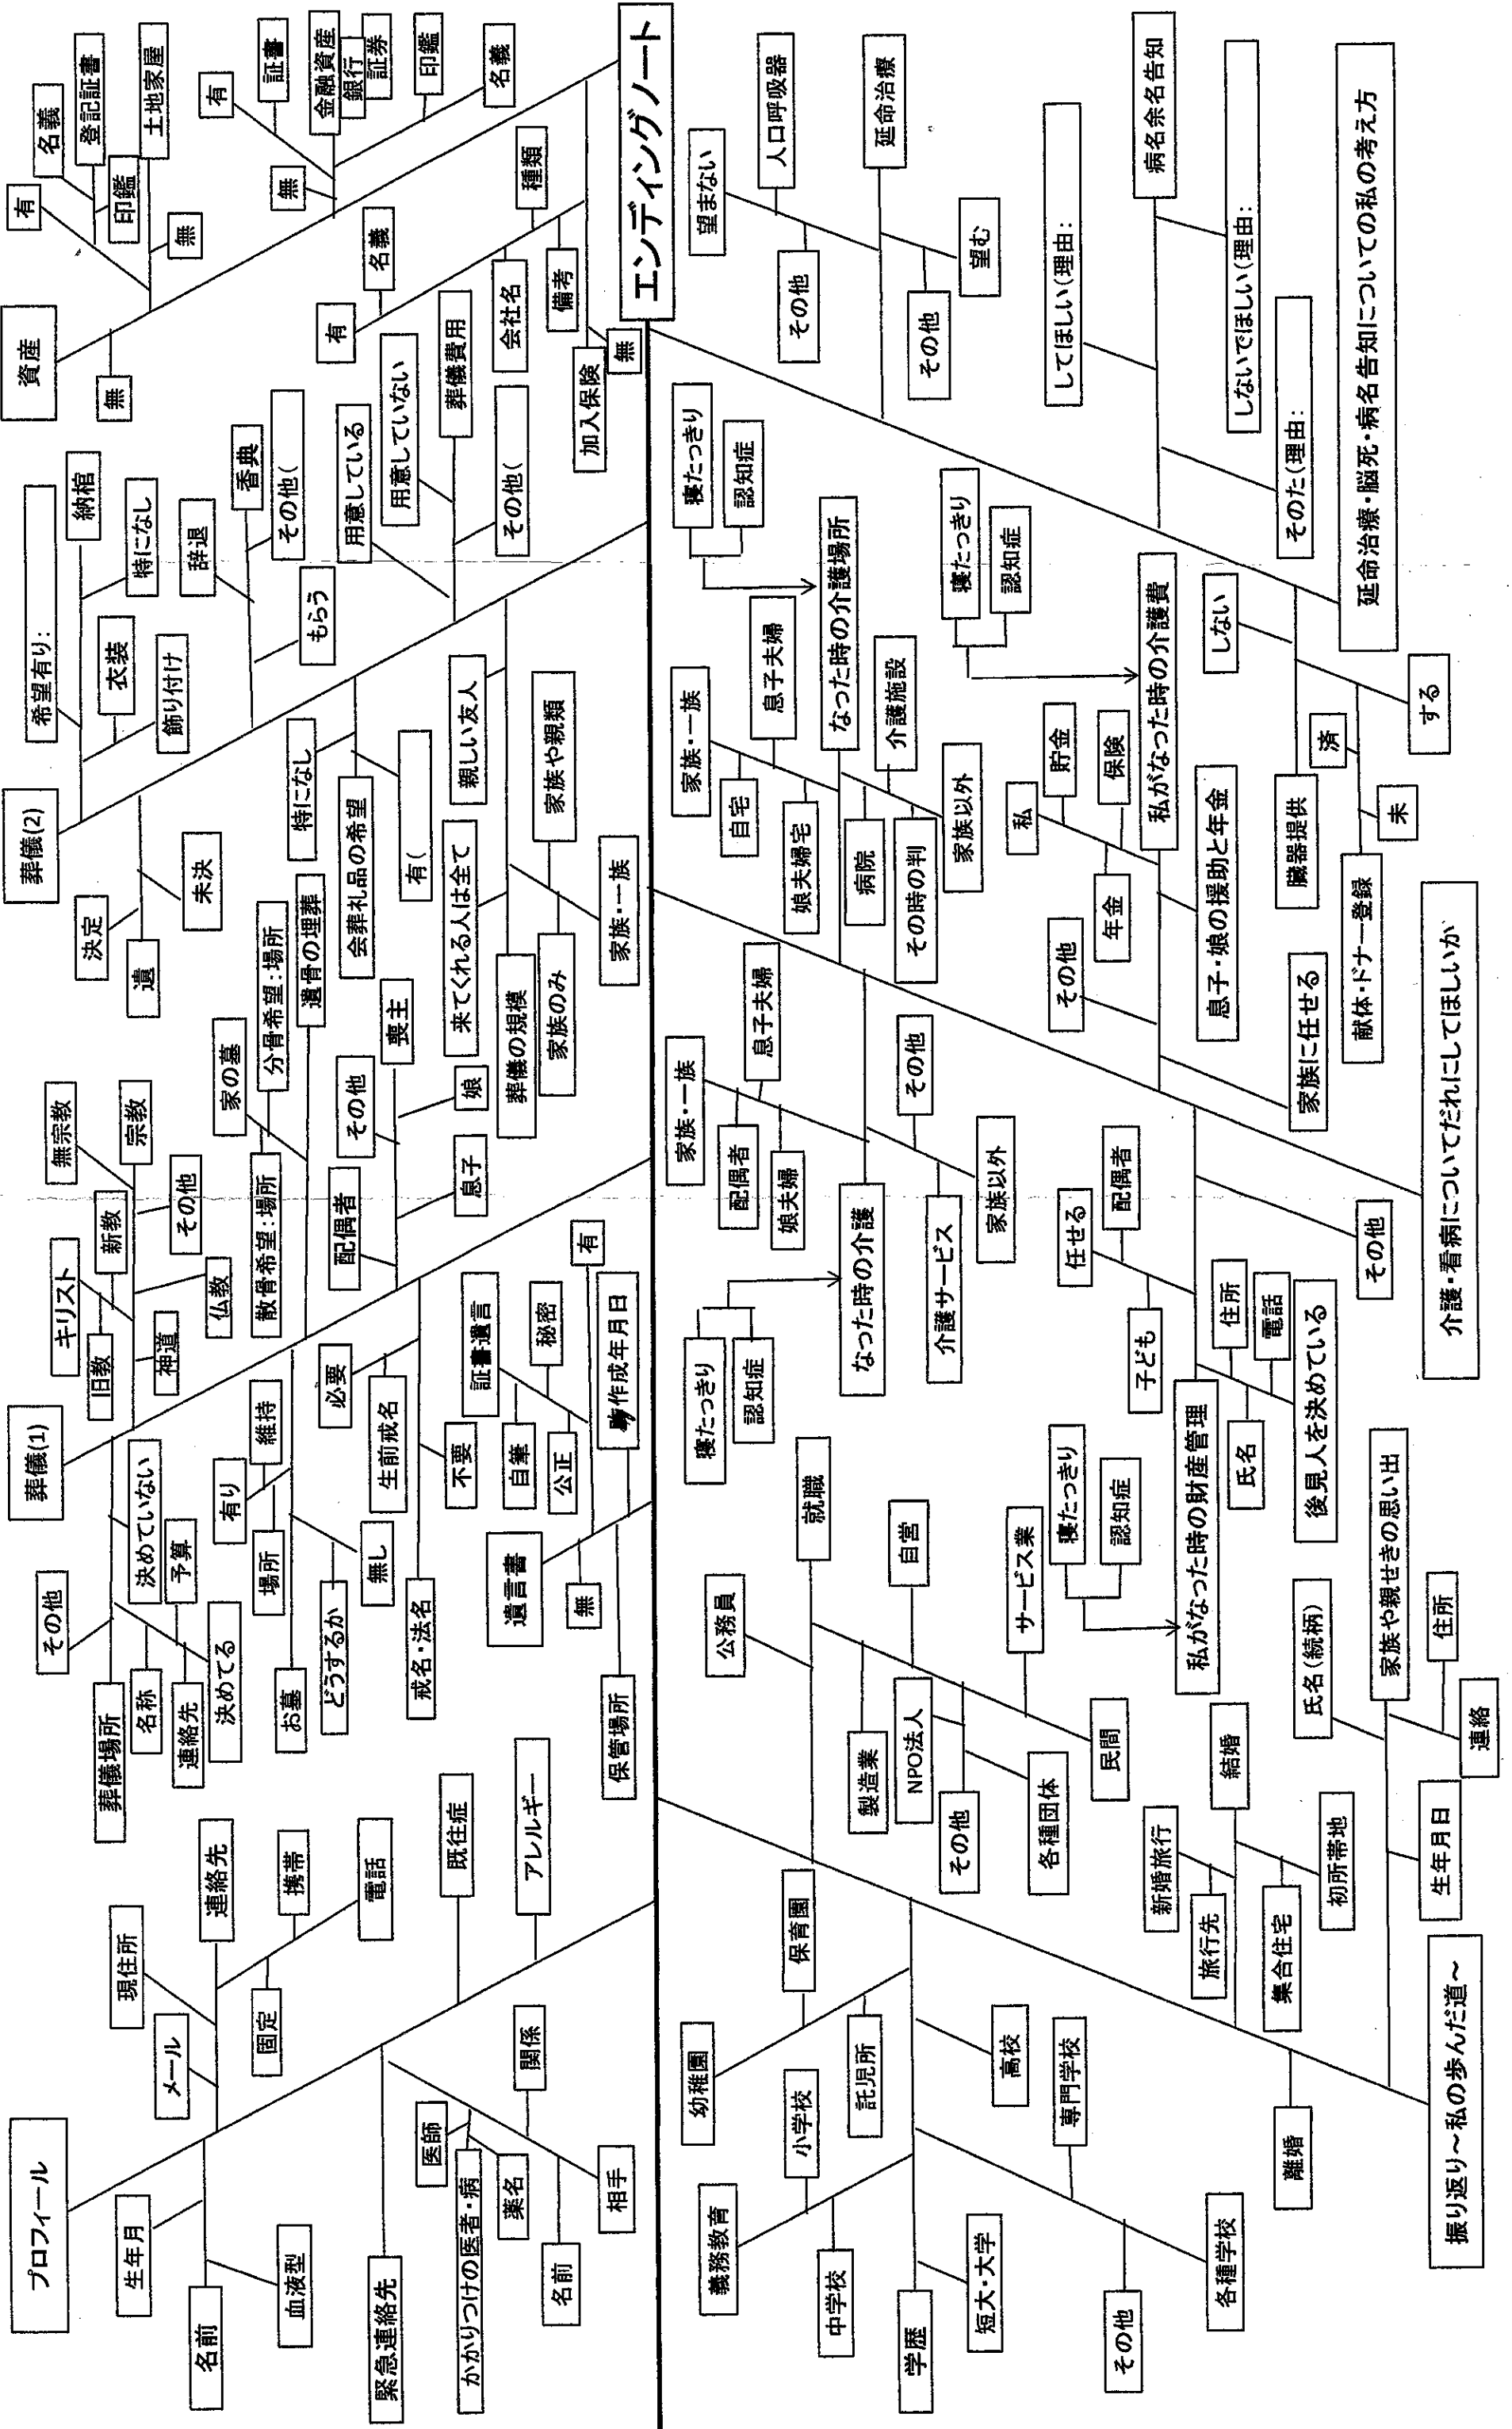 エンディングノート
プロフィール
生年月
名前
血液型
現住所
メール
連絡先
固定
携帯
電話
緊急連絡先
医師
かかりつけの医者・病
薬名
関係
名前
相手
既往症
アレルギー
葬儀(1)
その他
葬儀場所
決めていない
名称
予算
連絡先
決めてる
キリスト
旧教
新教
無宗教
宗教
神道
仏教
その他
有り
維持
場所
お墓
どうするか
無し
家の墓
分骨希望:場所
散骨希望:場所
遺骨の埋葬
必要
生前戒名
戒名・法名
不要
その他
喪主
配偶者
娘
息子
遺言書
証書遺言
自筆
秘密
公正
有
無
作成年月日
保管場所
葬儀(2)
希望有り:
納棺
特になし
衣装
飾り付け
決定
遺
未決
辞退
香典
その他(
もらう
特になし
会葬礼品の希望
有(
用意している
用意していない
葬儀費用
その他(
親しい友人
来てくれる人は全て
葬儀の規模
家族や親類
家族のみ
家族・一族
資産
無
有
名義
登記証書
印鑑
土地家屋
無
有
証書
金融資産
銀行
証券
無
印鑑
名義
有
名義
種類
会社名
備考
加入保険
無
振り返り～私の歩んだ道～
幼稚園
保育園
託児所
義務教育
小学校
中学校
学歴
高校
短大・大学
専門学校
その他
各種学校
公務員
就職
自営
製造業
NPO法人
その他
サービス業
各種団体
民間
新婚旅行
旅行先
結婚
集合住宅
初所帯地
離婚
氏名(続柄)
家族や親せきの思い出
住所
連絡
生年月日
介護・看病についてだれにしてほしいか
寝たっきり
認知症
なった時の介護
家族・一族
配偶者
息子夫婦
娘夫婦
その他
介護サービス
家族以外
寝たっきり
認知症
なった時の介護場所
家族・一族
自宅
息子夫婦
娘夫婦宅
病院
介護施設
その時の判
家族以外
寝たっきり
認知症
私がなった時の財産管理
任せる
配偶者
子ども
住所
電話
氏名
後見人を決めている
その他
寝たっきり
認知症
私がなった時の介護費
私
貯金
保険
年金
その他
息子・娘の援助と年金
家族に任せる
延命治療・脳死・病名告知についての私の考え方
望まない
人口呼吸器
その他
延命治療
その他
望む
してほしい(理由:
病名余名告知
しないでほしい(理由:
そのた(理由:
しない
臓器提供
済
献体・ドナー登録
未
する